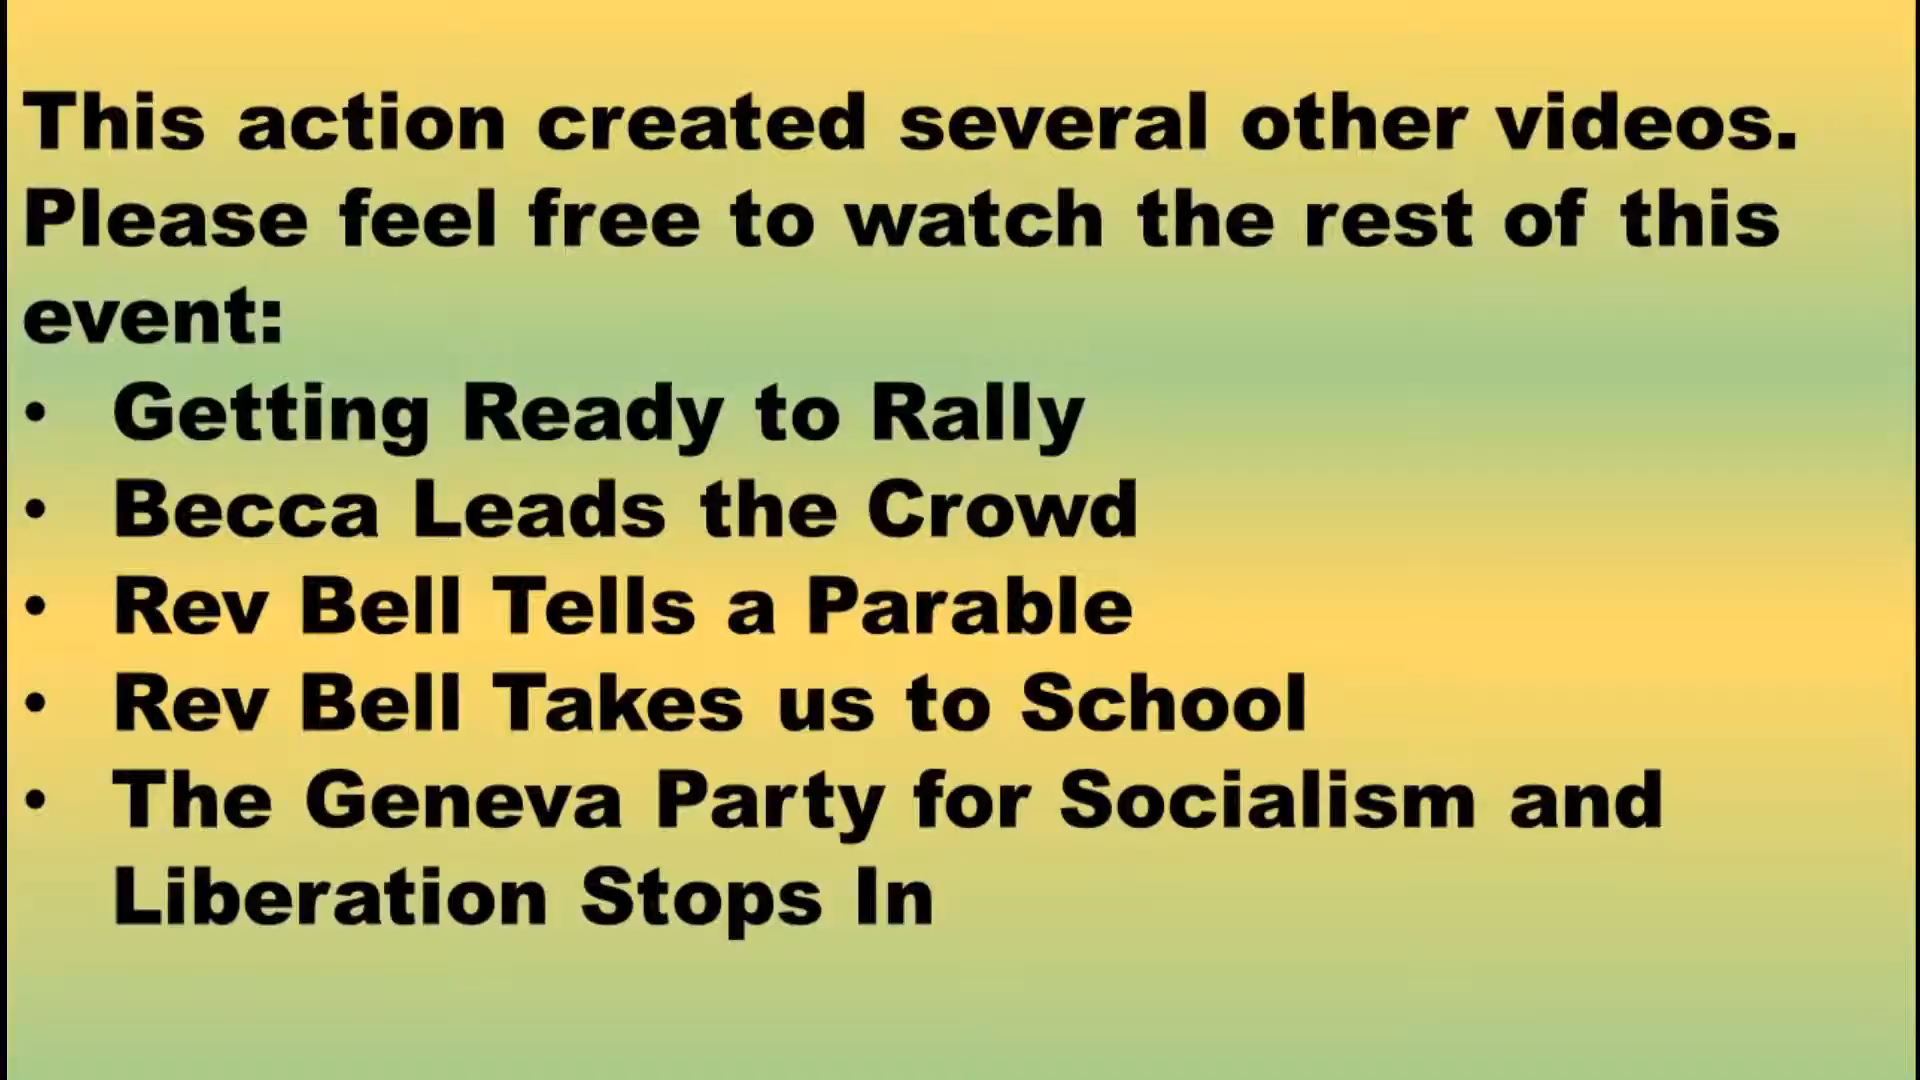 This action created several other videos.
Please feel free to watch the rest of this
event:
• Getting Ready to Rally
• Becca Leads the Crowd
• Rev Bell Tells a Parable
• Rev Bell Takes us to School
• The Geneva Party for Socialism and
Liberation Stops In